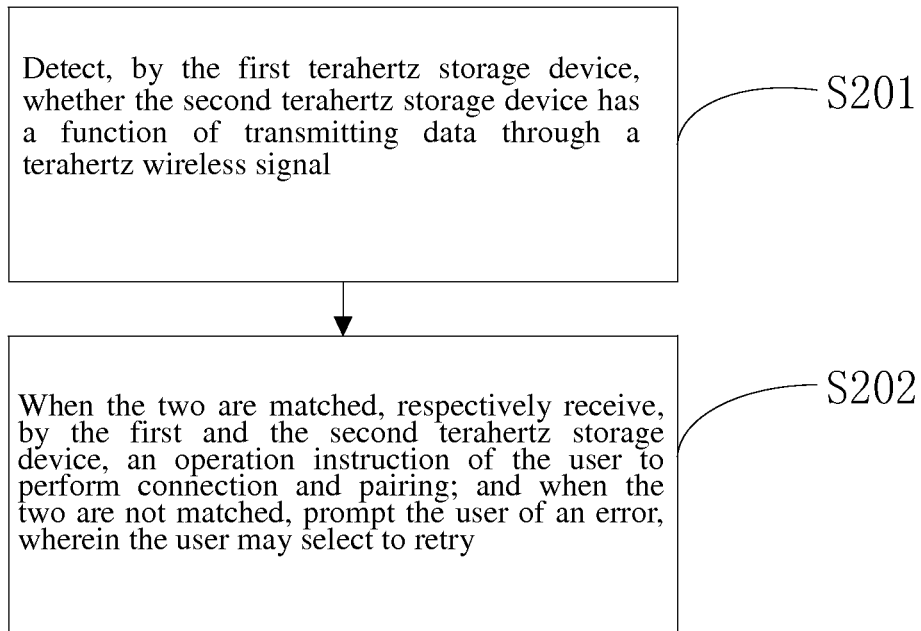 Detect, by the first terahertz storage device,
whether the second terahertz storage device has
a function of transmitting data through a
terahertz wireless signal
S201
When the two are matched, respectively receive,
by the first and the second terahertz storage
device, an operation instruction of the user to
perform connection and pairing; and when the
two are not matched, prompt the user of an error,
wherein the user may select to retry
S202